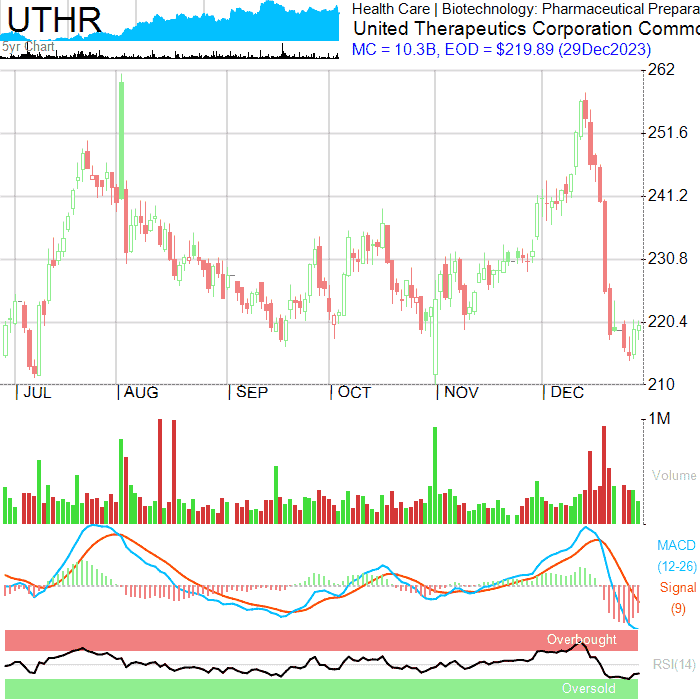 UTHR
5yr Chart
Health Care | Biotechnology: Pharmaceutical Prepara
United Therapeutics Corporation Commo
MC = 10.3B, EOD = $219.89 (29Dec2023)
262
251.6
241.2
230.8
220.4
210
| JUL | AUG | SEP | OCT | NOV | DEC
1M
Volume
MACD
(12-26)
Signal
(9)
Overbought
RSI(14)
Oversold